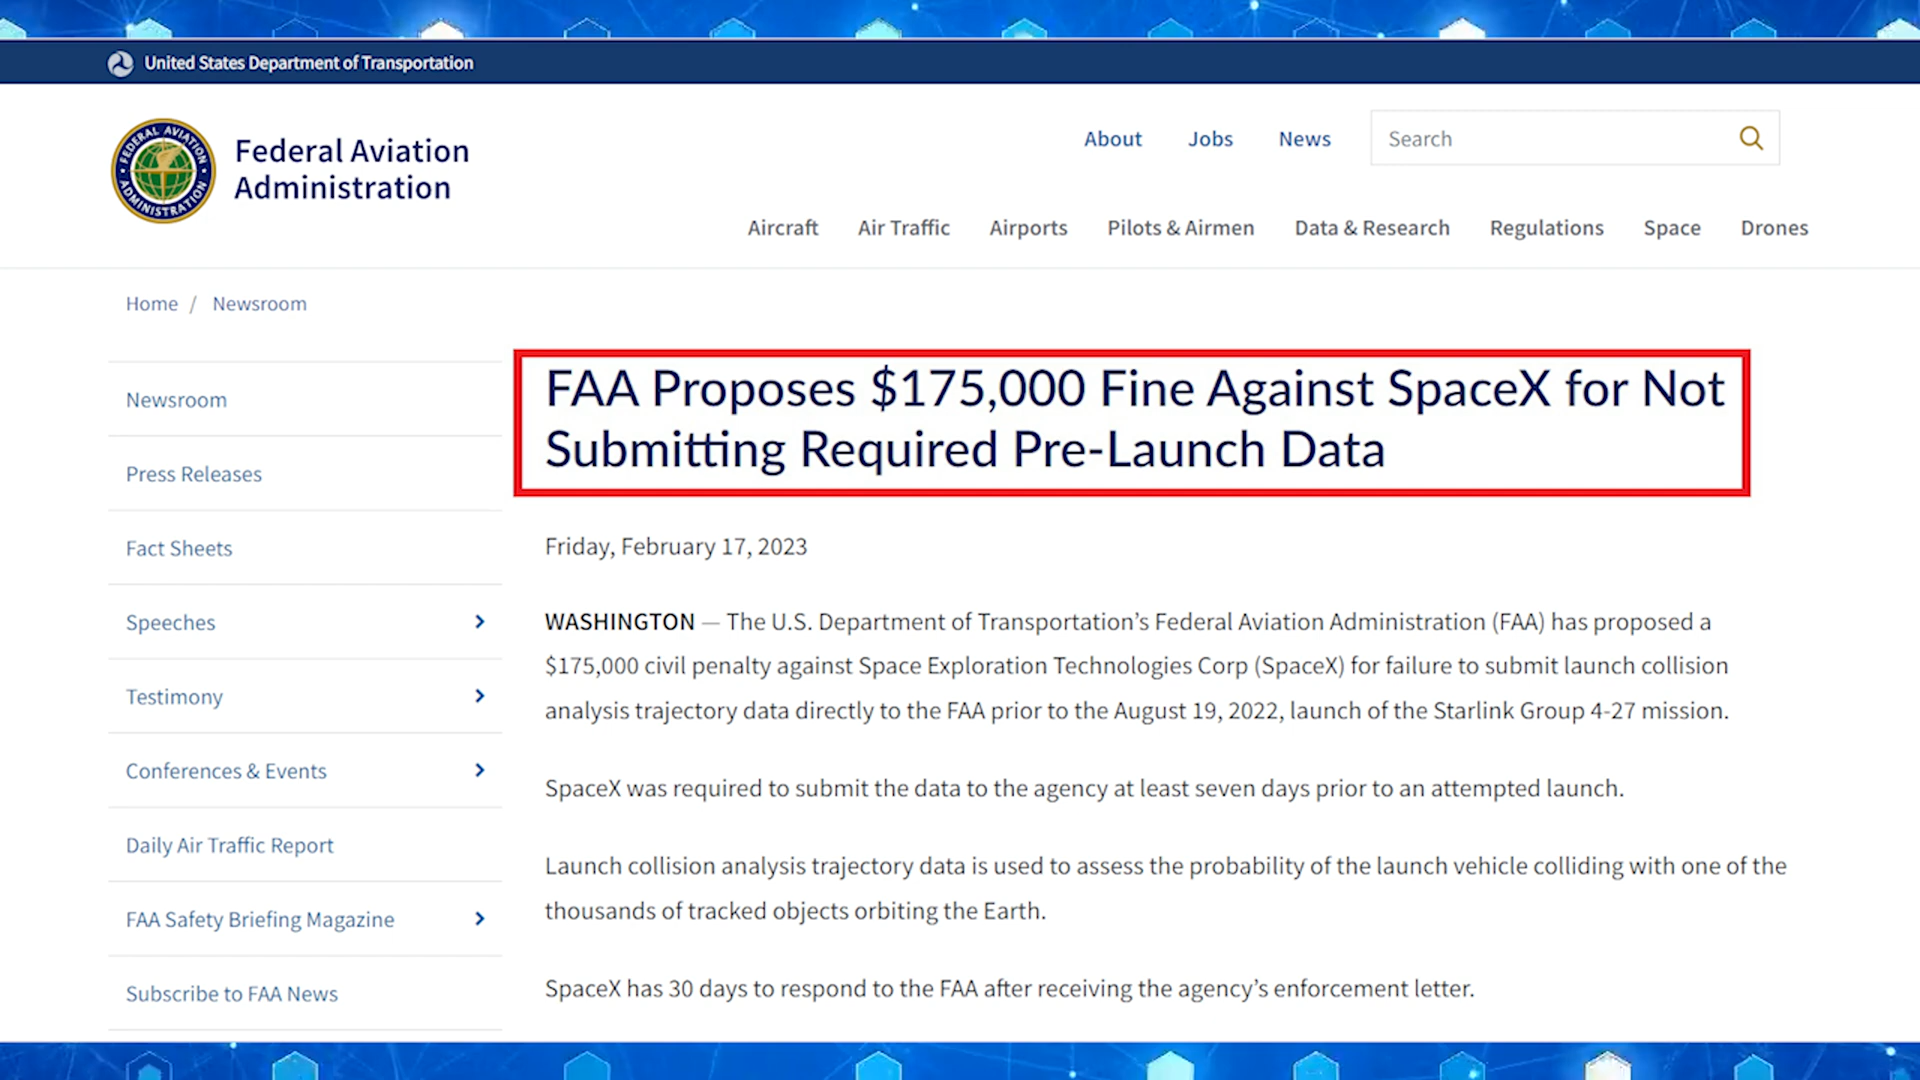 United States Department of Transportation
FEDERAL AVIATION ADMINISTRATION
Federal Aviation
Administration
About Jobs News Search
Aircraft Air Traffic Airports Pilots & Airmen Data & Research Regulations Space Drones
Home / Newsroom
Newsroom
Press Releases
Fact Sheets
Speeches
Testimony
Conferences & Events
Daily Air Traffic Report
FAA Safety Briefing Magazine
Subscribe to FAA News
FAA Proposes $175,000 Fine Against SpaceX for Not
Submitting Required Pre-Launch Data
Friday, February 17, 2023
WASHINGTON — The U.S. Department of Transportation’s Federal Aviation Administration (FAA) has proposed a
$175,000 civil penalty against Space Exploration Technologies Corp (SpaceX) for failure to submit launch collision
analysis trajectory data directly to the FAA prior to the August 19, 2022, launch of the Starlink Group 4-27 mission.
SpaceX was required to submit the data to the agency at least seven days prior to an attempted launch.
Launch collision analysis trajectory data is used to assess the probability of the launch vehicle colliding with one of the
thousands of tracked objects orbiting the Earth.
SpaceX has 30 days to respond to the FAA after receiving the agency’s enforcement letter.